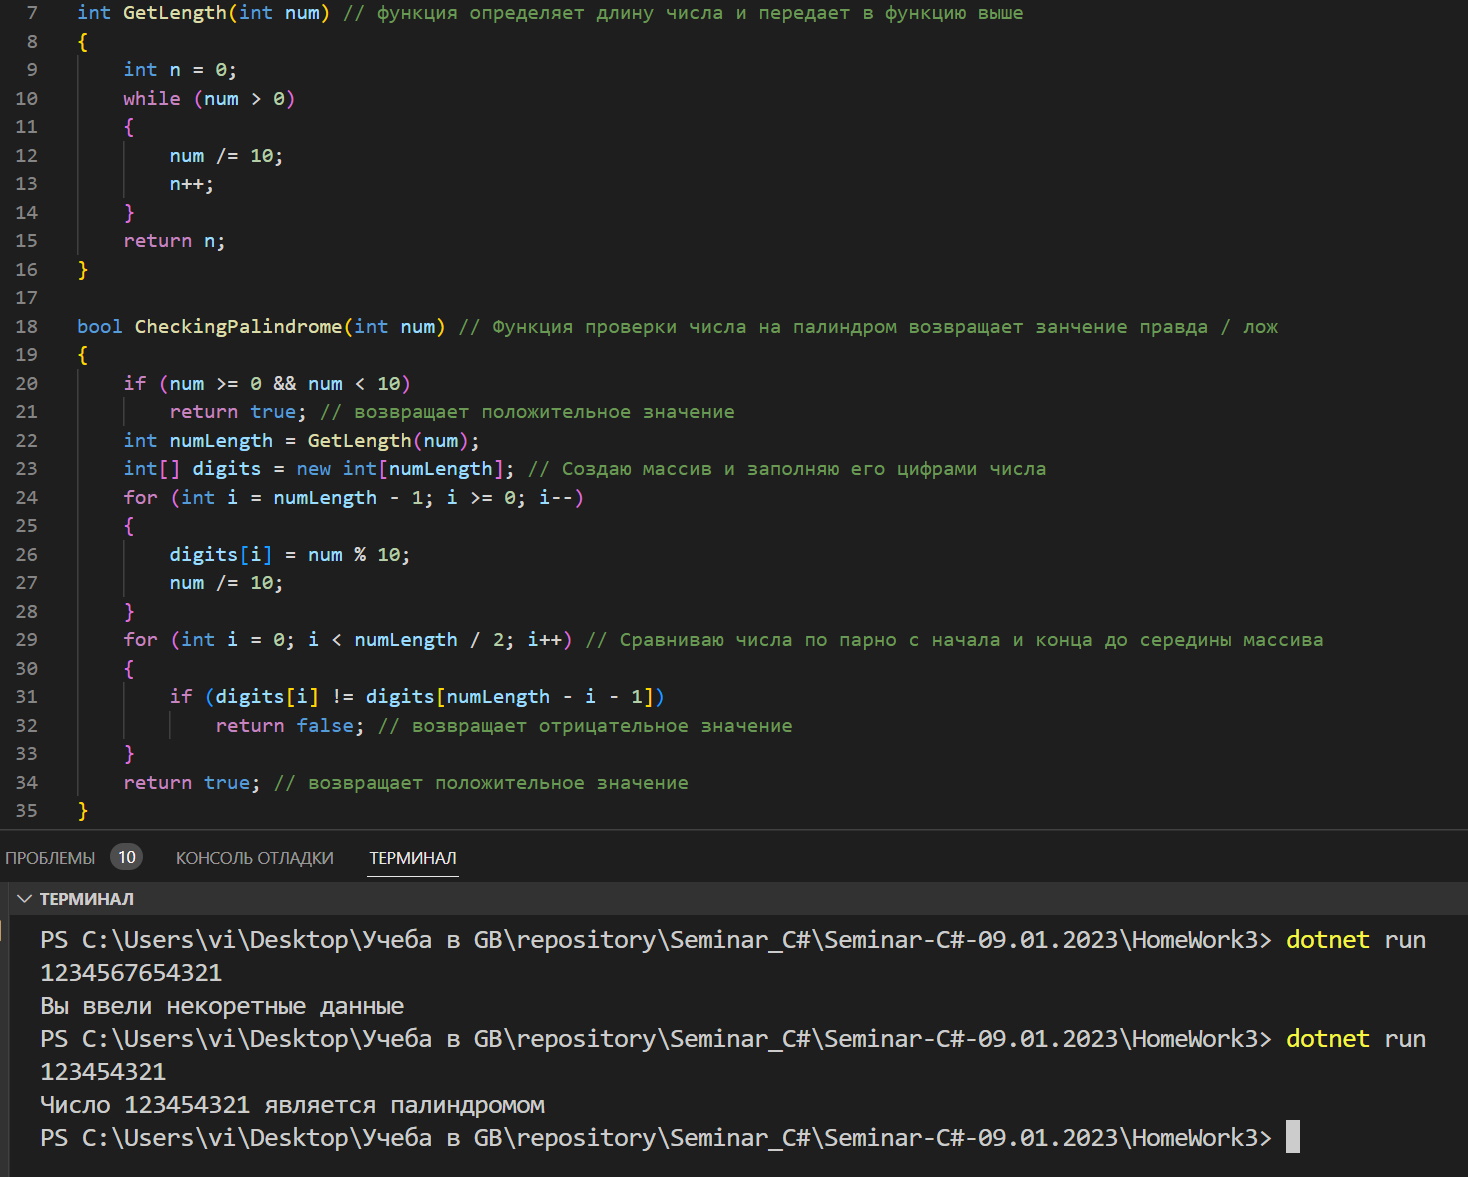 7 int GetLength(int num) // функция определяет длину числа и передает в функцию выше
8 {
9 int n = 0;
10 while (num > 0)
11 {
12 num /= 10;
13 n++;
14 }
15 return n;
16 }
17
18 bool CheckingPalindrome(int num) // Функция проверки числа на палиндром возвращает занчение правда / лож
19 {
20 if (num >= 0 && num < 10)
21 return true; // возвращает положительное значение
22 int numLength = GetLength(num);
23 int[] digits = new int[numLength]; // Создаю массив и заполняю его цифрами числа
24 for (int i = numLength - 1; i >= 0; i--)
25 {
26 digits[i] = num % 10;
27 num /= 10;
28 }
29 for (int i = 0; i < numLength / 2; i++) // Сравниваю числа по парно с начала и конца до середины массива
30 {
31 if (digits[i] != digits[numLength - i - 1])
32 return false; // возвращает отрицательное значение
33 }
34 return true; // возвращает положительное значение
35 }
ПРОБЛЕМЫ 10 КОНСОЛЬ ОТЛАДКИ ТЕРМИНАЛ
ТЕРМИНАЛ
PS C:\Users\vi\Desktop\Учеба в GB\repository\Seminar_C#\Seminar-C#-09.01.2023\HomeWork3> dotnet run
1234567654321
Вы ввели некоретные данные
PS C:\Users\vi\Desktop\Учеба в GB\repository\Seminar_C#\Seminar-C#-09.01.2023\HomeWork3> dotnet run
123454321
Число 123454321 является палиндромом
PS C:\Users\vi\Desktop\Учеба в GB\repository\Seminar_C#\Seminar-C#-09.01.2023\HomeWork3>